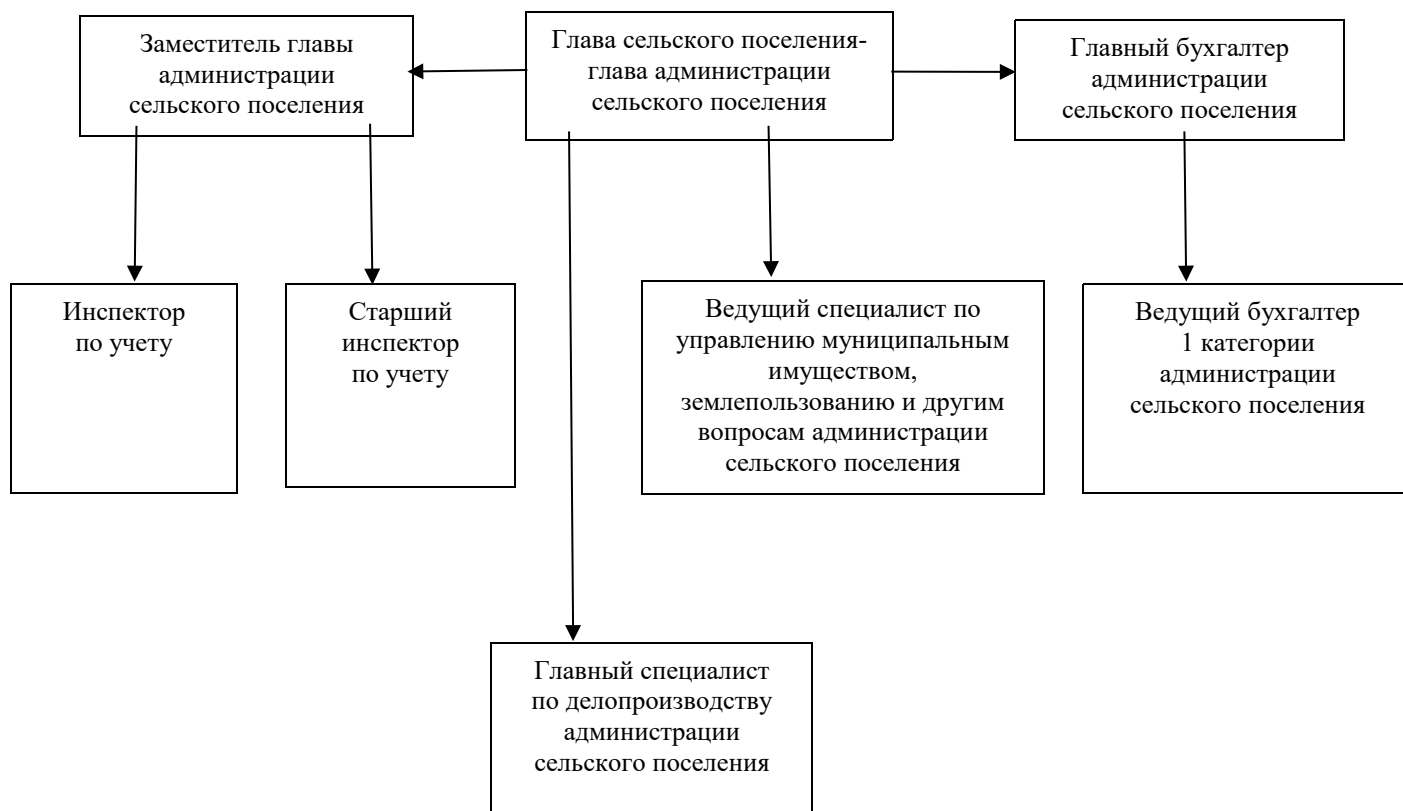 Заместитель главы
администрации
сельского поселения
Глава сельского поселения-
глава администрации
сельского поселения
Главный бухгалтер
администрации
сельского поселения
Инспектор
по учету
Старший
инспектор
по учету
Ведущий специалист по
управлению муниципальным
имуществом,
землепользованию и другим
вопросам администрации
сельского поселения
Ведущий бухгалтер
1 категории
администрации
сельского поселения
Главный специалист
по делопроизводству
администрации
сельского поселения